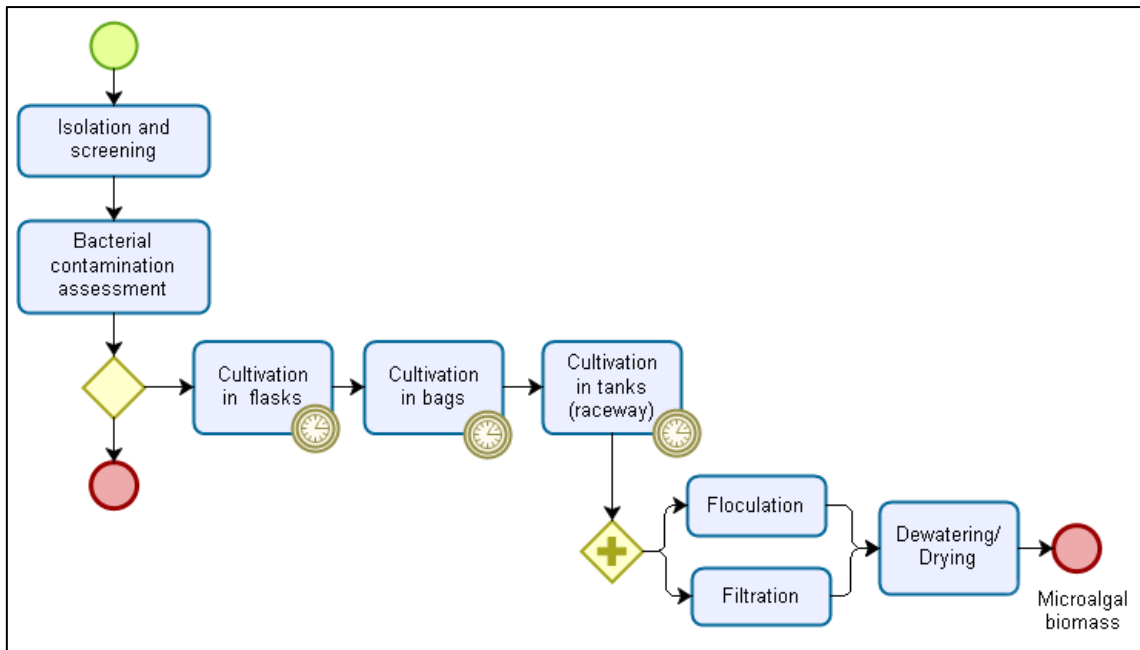 Isolation and
screening
Bacterial
contamination
assessment
Cultivation
in flasks
Cultivation
in bags
Cultivation
in tanks
(raceway)
Floculation
Filtration
Dewatering/
Drying
Microalgal
biomass